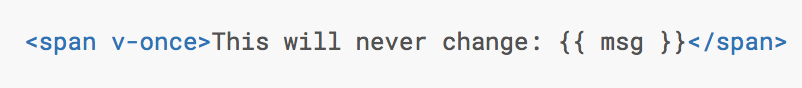 <span v-once>This will never change: {{ msg }}</span>